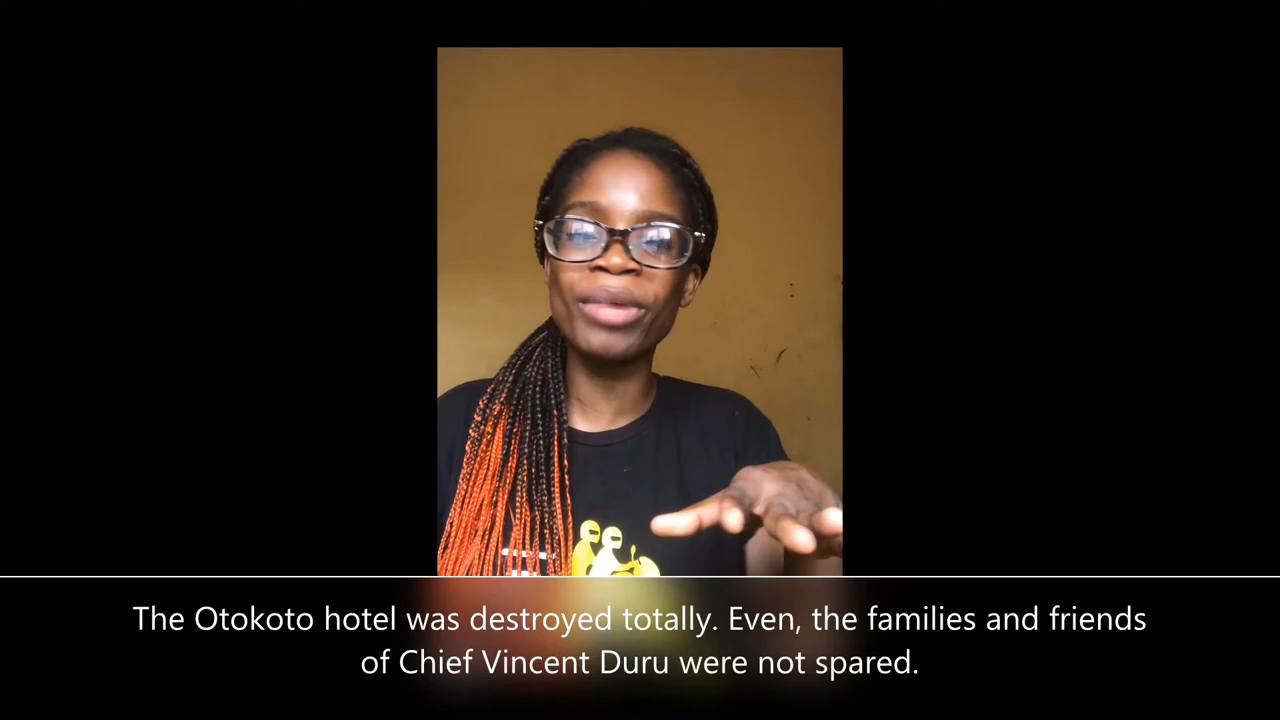 The Otokoto hotel was destroyed totally. Even, the families and friends
of Chief Vincent Duru were not spared.